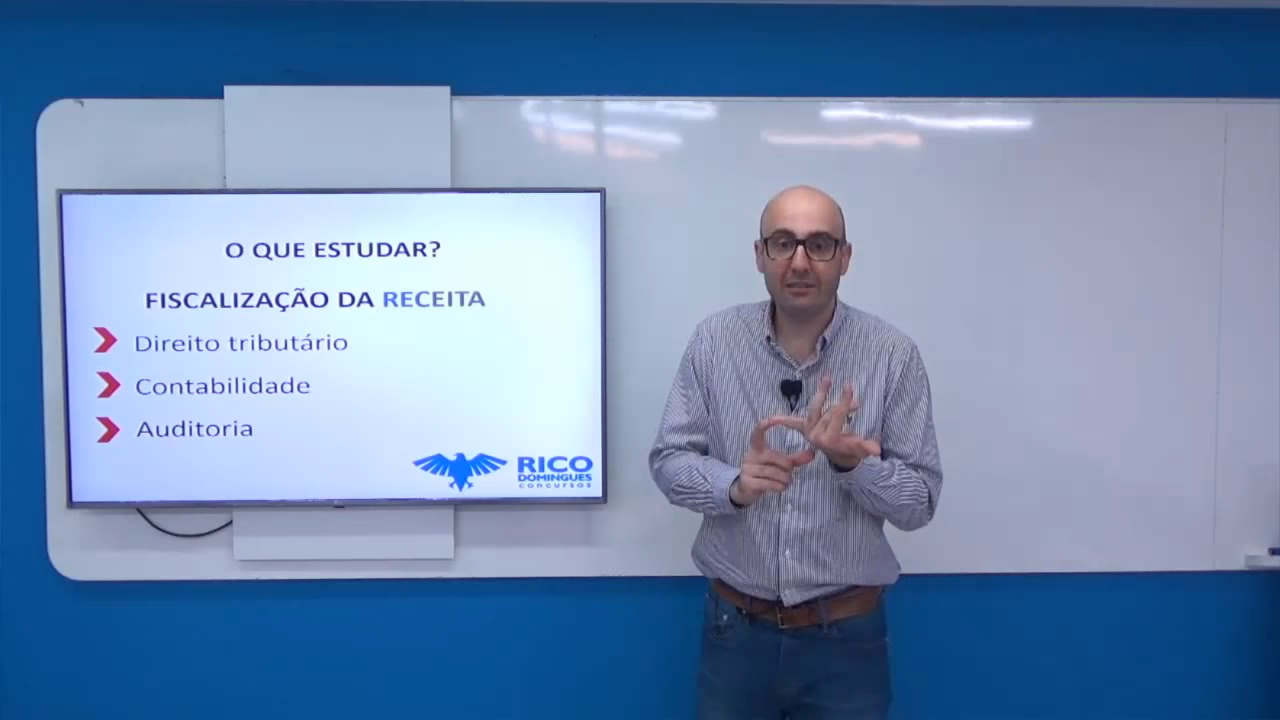 O QUE ESTUDAR?
FISCALIZAÇÃO DA RECEITA
Direito tributário
Contabilidade
Auditoria
RICO
DOMINGUES
concursos